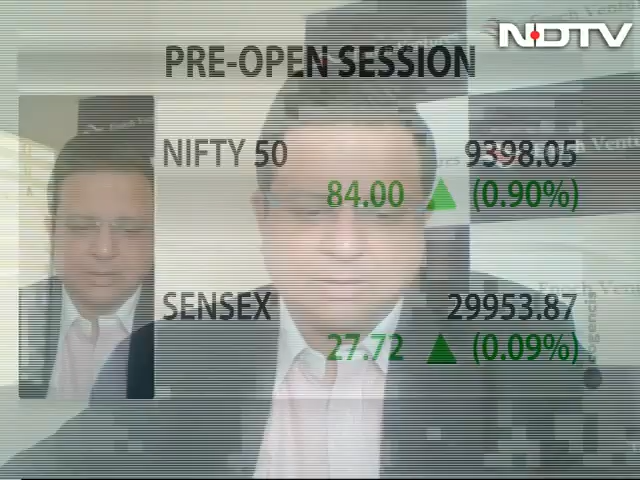 NDTV
PRE-OPEN SESSION
NIFTY 50 9398.05
84.00 ▲ (0.90%)
SENSEX 29953.87
27.72 ▲ (0.09%)
cogencis